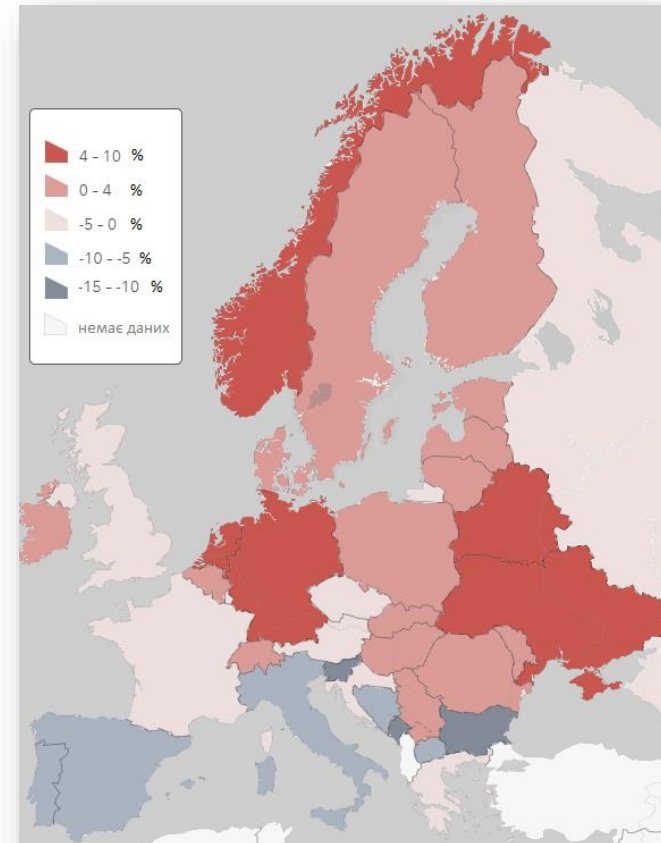 4 – 10 %
0 – 4 %
-5 – 0 %
-10 – -5 %
-15 – -10 %
немає даних